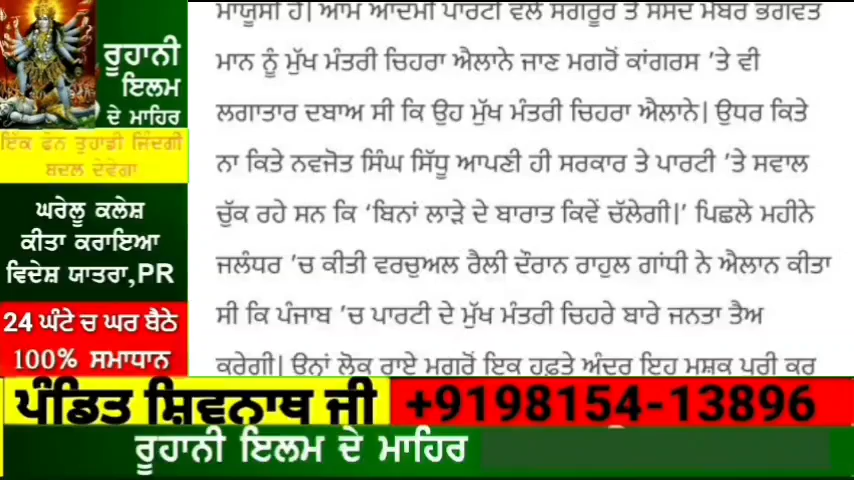 ਰੂਹਾਨੀ
ਇਲਮ
ਦੇ ਮਾਹਿਰ
ਇੱਕ ਫੋਨ ਤੁਹਾਡੀ ਜਿੰਦਗੀ
ਬਦਲ ਦੇਵੇਗਾ
ਘਰੇਲੂ ਕਲੇਸ਼
ਕੀਤਾ ਕਰਾਇਆ
ਵਿਦੇਸ਼ ਯਾਤਰਾ,PR
24 ਘੰਟੇ ਚ ਘਰ ਬੈਠੇ
100% ਸਮਾਧਾਨ
ਮਾਯੂਸੀ ਹੈ। ਆਮ ਆਦਮੀ ਪਾਰਟੀ ਵਲੋਂ ਸੰਗਰੂਰ ਤੋਂ ਸੰਸਦ ਮੈਂਬਰ ਭਗਵੰਤ
ਮਾਨ ਨੂੰ ਮੁੱਖ ਮੰਤਰੀ ਚਿਹਰਾ ਐਲਾਨੇ ਜਾਣ ਮਗਰੋਂ ਕਾਂਗਰਸ ’ਤੇ ਵੀ
ਲਗਾਤਾਰ ਦਬਾਅ ਸੀ ਕਿ ਉਹ ਮੁੱਖ ਮੰਤਰੀ ਚਿਹਰਾ ਐਲਾਨੇ। ਉਧਰ ਕਿਤੇ
ਨਾ ਕਿਤੇ ਨਵਜੋਤ ਸਿੰਘ ਸਿੱਧੂ ਆਪਣੀ ਹੀ ਸਰਕਾਰ ਤੇ ਪਾਰਟੀ ’ਤੇ ਸਵਾਲ
ਚੁੱਕ ਰਹੇ ਸਨ ਕਿ ‘ਬਿਨਾਂ ਲਾੜੇ ਦੇ ਬਾਰਾਤ ਕਿਵੇਂ ਚੱਲੇਗੀ।’ ਪਿਛਲੇ ਮਹੀਨੇ
ਜਲੰਧਰ ’ਚ ਕੀਤੀ ਵਰਚੁਅਲ ਰੈਲੀ ਦੌਰਾਨ ਰਾਹੁਲ ਗਾਂਧੀ ਨੇ ਐਲਾਨ ਕੀਤਾ
ਸੀ ਕਿ ਪੰਜਾਬ ’ਚ ਪਾਰਟੀ ਦੇ ਮੁੱਖ ਮੰਤਰੀ ਚਿਹਰੇ ਬਾਰੇ ਜਨਤਾ ਤੈਅ
ਕਰੇਗੀ। ਉਨ੍ਹਾਂ ਲੋਕ ਰਾਏ ਮਗਰੋਂ ਇਕ ਹਫ਼ਤੇ ਅੰਦਰ ਇਹ ਮਸ਼ਕ ਪੂਰੀ ਕਰ
ਪੰਡਿਤ ਸ਼ਿਵਨਾਥ ਜੀ +9198154-13896
ਰੂਹਾਨੀ ਇਲਮ ਦੇ ਮਾਹਿਰ